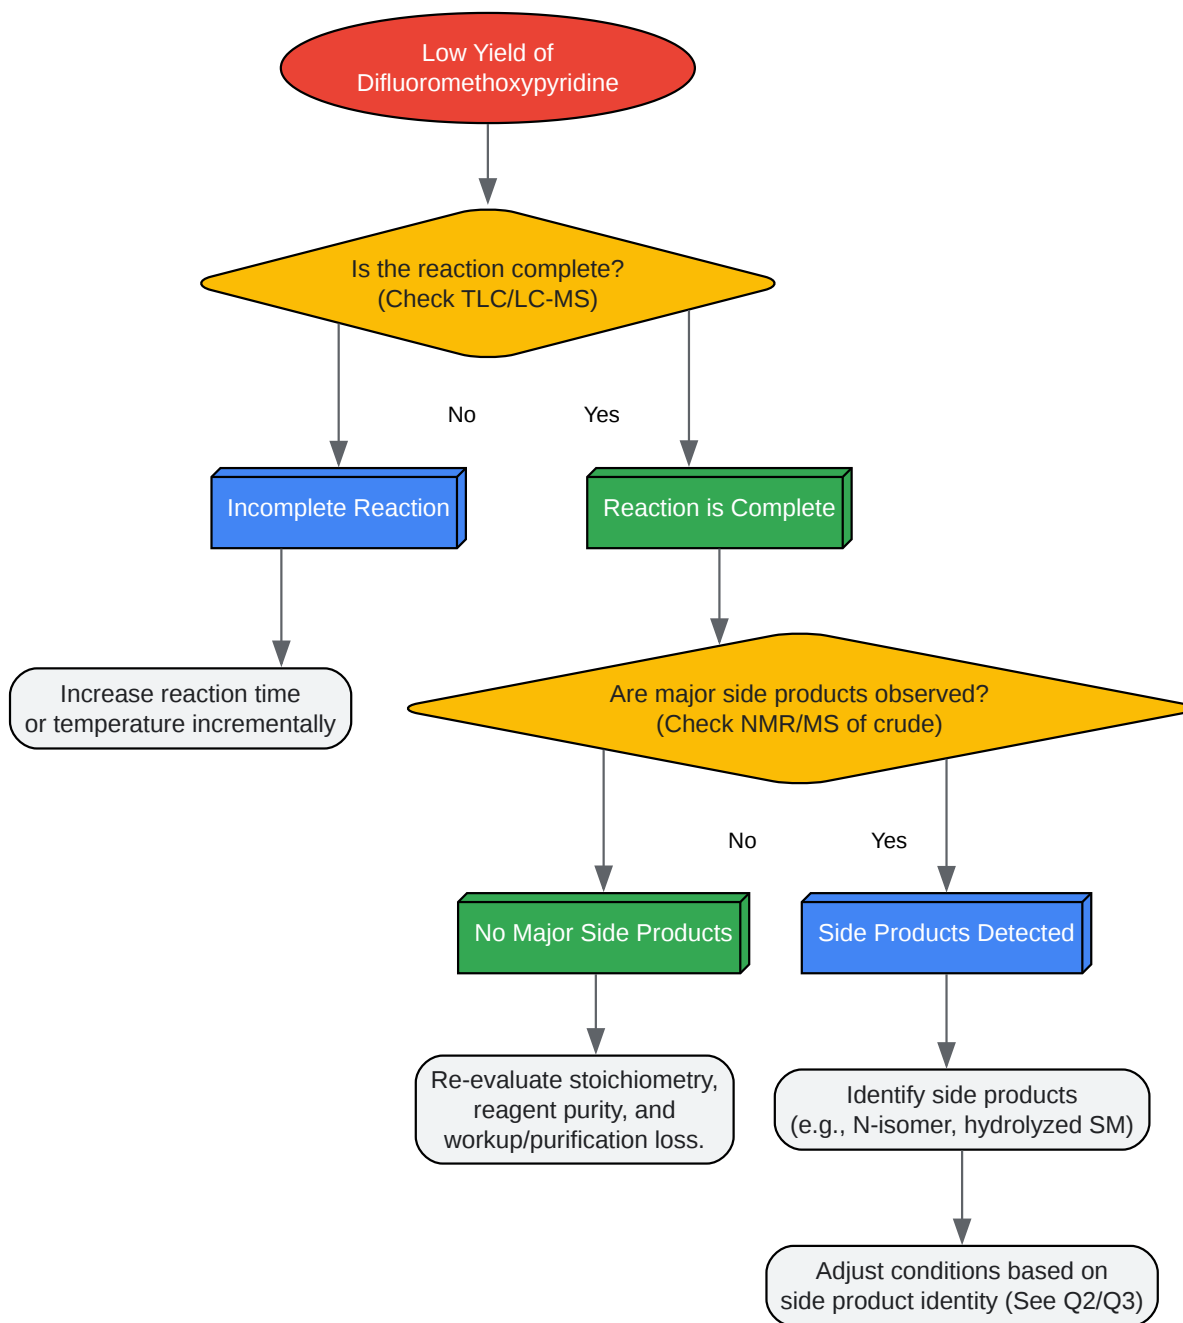 Low Yield of
Difluoromethoxypyridine
Is the reaction complete?
(Check TLC/LC-MS)
No
Yes
Incomplete Reaction
Reaction is Complete
Increase reaction time
or temperature incrementally
Are major side products observed?
(Check NMR/MS of crude)
No
Yes
No Major Side Products
Side Products Detected
Re-evaluate stoichiometry,
reagent purity, and
workup/purification loss.
Identify side products
(e.g., N-isomer, hydrolyzed SM)
Adjust conditions based on
side product identity (See Q2/Q3)